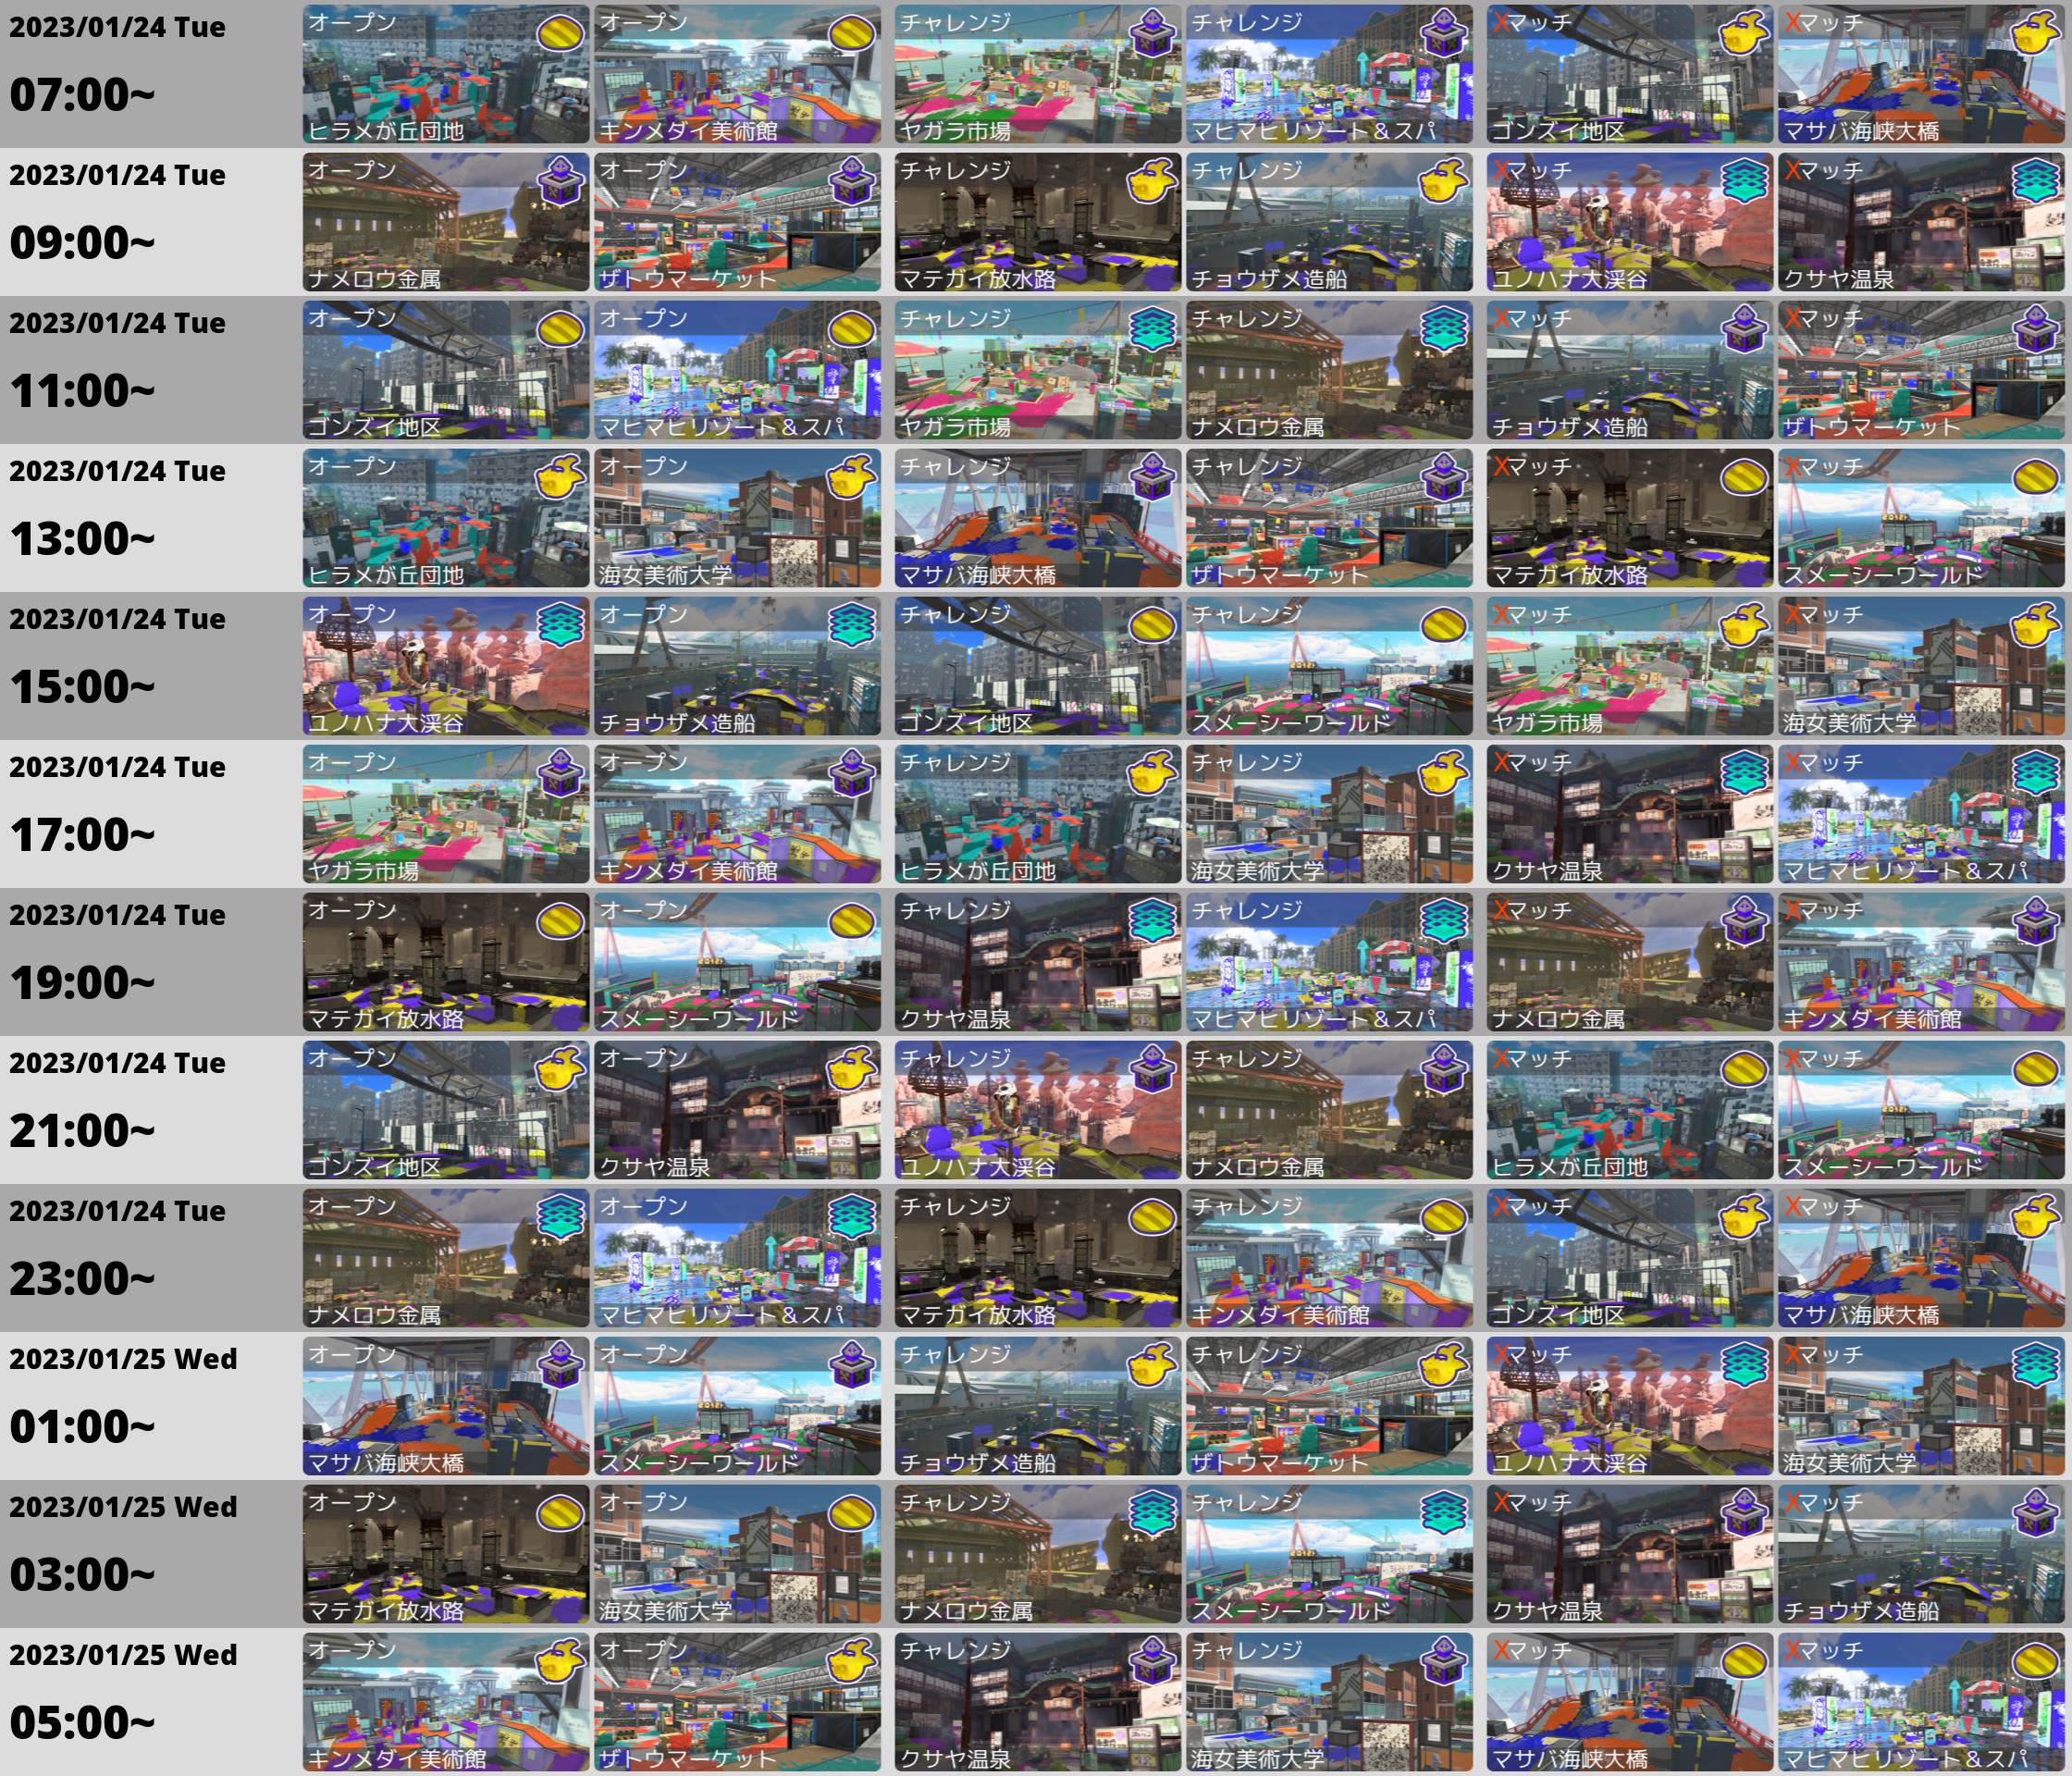 2023/01/24 Tue
07:00~
オープン
ヒラメが丘団地
オープン
キンメダイ美術館
チャレンジ
ヤガラ市場
チャレンジ
マヒマヒリゾート＆スパ
Xマッチ
ゴンズイ地区
Xマッチ
マサバ海峡大橋
2023/01/24 Tue
09:00~
オープン
ナメロウ金属
オープン
ザトウマーケット
チャレンジ
マテガイ放水路
チャレンジ
チョウザメ造船
Xマッチ
ユノハナ大渓谷
Xマッチ
クサヤ温泉
2023/01/24 Tue
11:00~
オープン
ゴンズイ地区
オープン
マヒマヒリゾート＆スパ
チャレンジ
ヤガラ市場
チャレンジ
ナメロウ金属
Xマッチ
チョウザメ造船
Xマッチ
ザトウマーケット
2023/01/24 Tue
13:00~
オープン
ヒラメが丘団地
オープン
海女美術大学
チャレンジ
マサバ海峡大橋
チャレンジ
ザトウマーケット
Xマッチ
マテガイ放水路
Xマッチ
スメーシーワールド
2023/01/24 Tue
15:00~
オープン
ユノハナ大渓谷
オープン
チョウザメ造船
チャレンジ
ゴンズイ地区
チャレンジ
スメーシーワールド
Xマッチ
ヤガラ市場
Xマッチ
海女美術大学
2023/01/24 Tue
17:00~
オープン
ヤガラ市場
オープン
キンメダイ美術館
チャレンジ
ヒラメが丘団地
チャレンジ
海女美術大学
Xマッチ
クサヤ温泉
Xマッチ
マヒマヒリゾート＆スパ
2023/01/24 Tue
19:00~
オープン
マテガイ放水路
オープン
スメーシーワールド
チャレンジ
クサヤ温泉
チャレンジ
マヒマヒリゾート＆スパ
Xマッチ
ナメロウ金属
Xマッチ
キンメダイ美術館
2023/01/24 Tue
21:00~
オープン
ゴンズイ地区
オープン
クサヤ温泉
チャレンジ
ユノハナ大渓谷
チャレンジ
ナメロウ金属
Xマッチ
ヒラメが丘団地
Xマッチ
スメーシーワールド
2023/01/24 Tue
23:00~
オープン
ナメロウ金属
オープン
マヒマヒリゾート＆スパ
チャレンジ
マテガイ放水路
チャレンジ
キンメダイ美術館
Xマッチ
ゴンズイ地区
Xマッチ
マサバ海峡大橋
2023/01/25 Wed
01:00~
オープン
マサバ海峡大橋
オープン
スメーシーワールド
チャレンジ
チョウザメ造船
チャレンジ
ザトウマーケット
Xマッチ
ユノハナ大渓谷
Xマッチ
海女美術大学
2023/01/25 Wed
03:00~
オープン
マテガイ放水路
オープン
海女美術大学
チャレンジ
ナメロウ金属
チャレンジ
スメーシーワールド
Xマッチ
クサヤ温泉
Xマッチ
チョウザメ造船
2023/01/25 Wed
05:00~
オープン
キンメダイ美術館
オープン
ザトウマーケット
チャレンジ
クサヤ温泉
チャレンジ
海女美術大学
Xマッチ
マサバ海峡大橋
Xマッチ
マヒマヒリゾート＆スパ